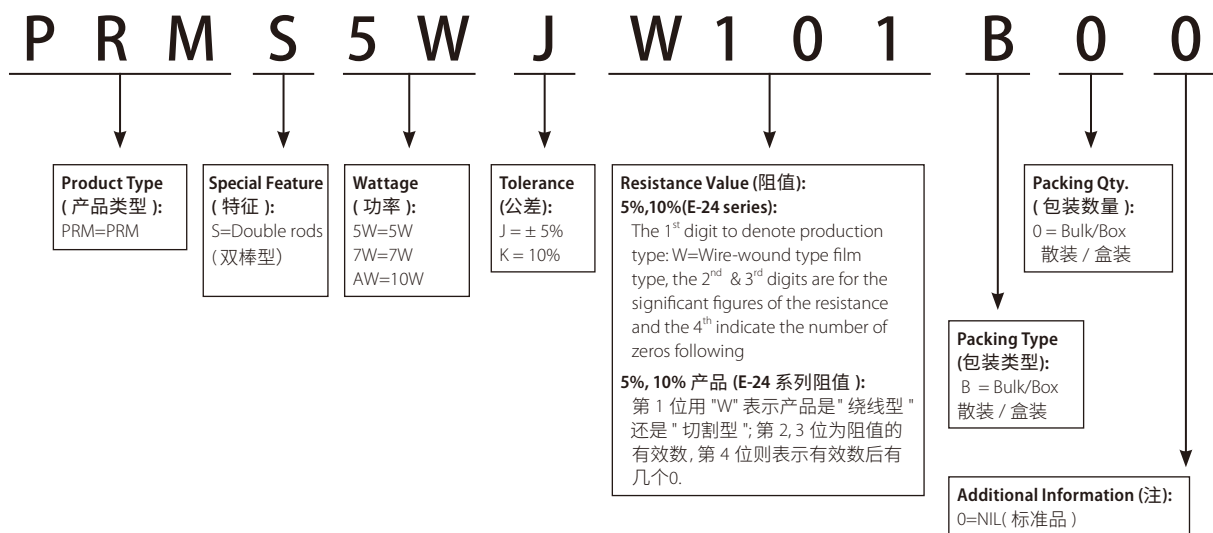 P R M S 5 W J W 1 0 1 B 0 0
Product Type
( 产品类型 ):
PRM=PRM
Special Feature
( 特征 ):
S=Double rods
(双棒型）
Wattage
( 功率 ):
5W=5W
7W=7W
AW=10W
Tolerance
(公差):
J = ± 5%
K = 10%
Resistance Value (阻值):
5%,10%(E-24 series):
The 1st digit to denote production
type: W=Wire-wound type film
type, the 2nd & 3rd digits are for the
significant figures of the resistance
and the 4th indicate the number of
zeros following
5%, 10% 产品 (E-24 系列阻值 ):
第 1 位用 "W" 表示产品是" 绕线型 "
还是 " 切割型 "; 第 2, 3 位为阻值的
有效数, 第 4 位则表示有效数后有
几个0.
Packing Qty.
( 包装数量 ):
0 = Bulk/Box
散装 / 盒装
Packing Type
(包装类型):
B = Bulk/Box
散装 / 盒装
Additional Information (注):
0=NIL( 标准品 )